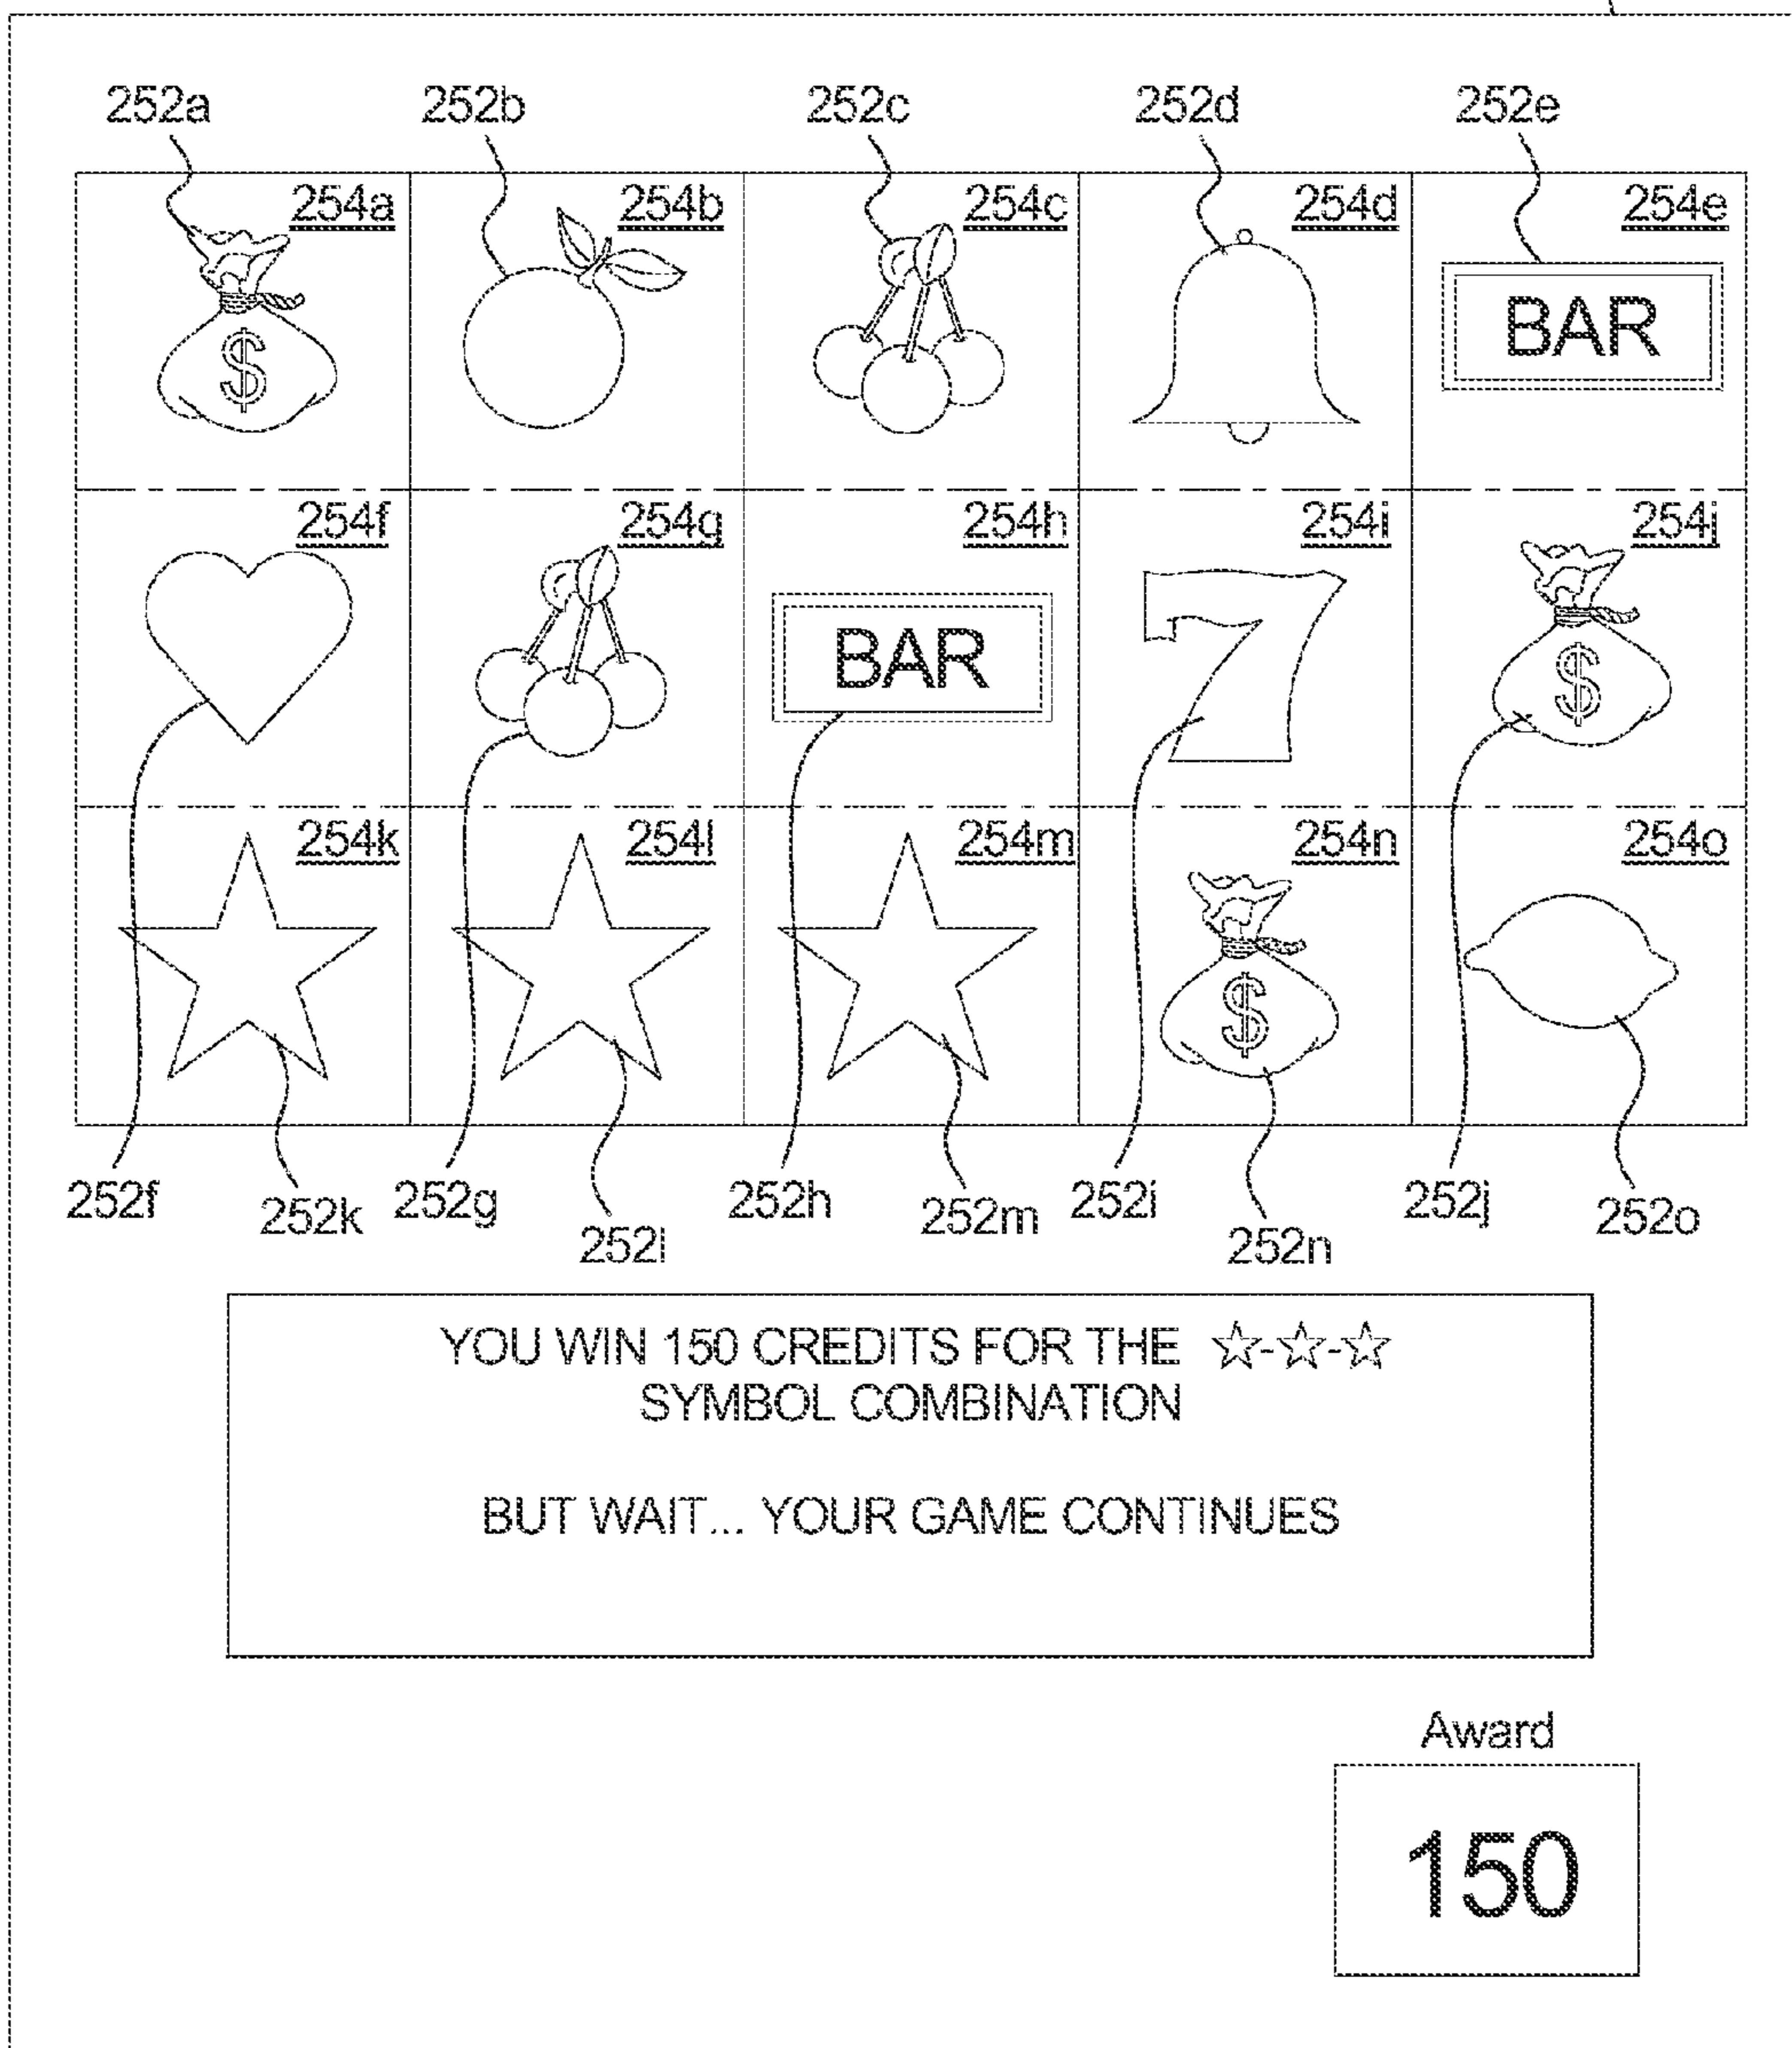 252a 252b 252c 252d 252e
254a 254b 254c 254d 254e
$ BAR
254f 254g 254h 254i 254j
BAR 7 $
254k 254l 254m 254n 254o
$
252f 252k 252g 252l 252h 252m 252i 252n 252j 252o
YOU WIN 150 CREDITS FOR THE ☆-☆-☆
SYMBOL COMBINATION
BUT WAIT... YOUR GAME CONTINUES
Award
150